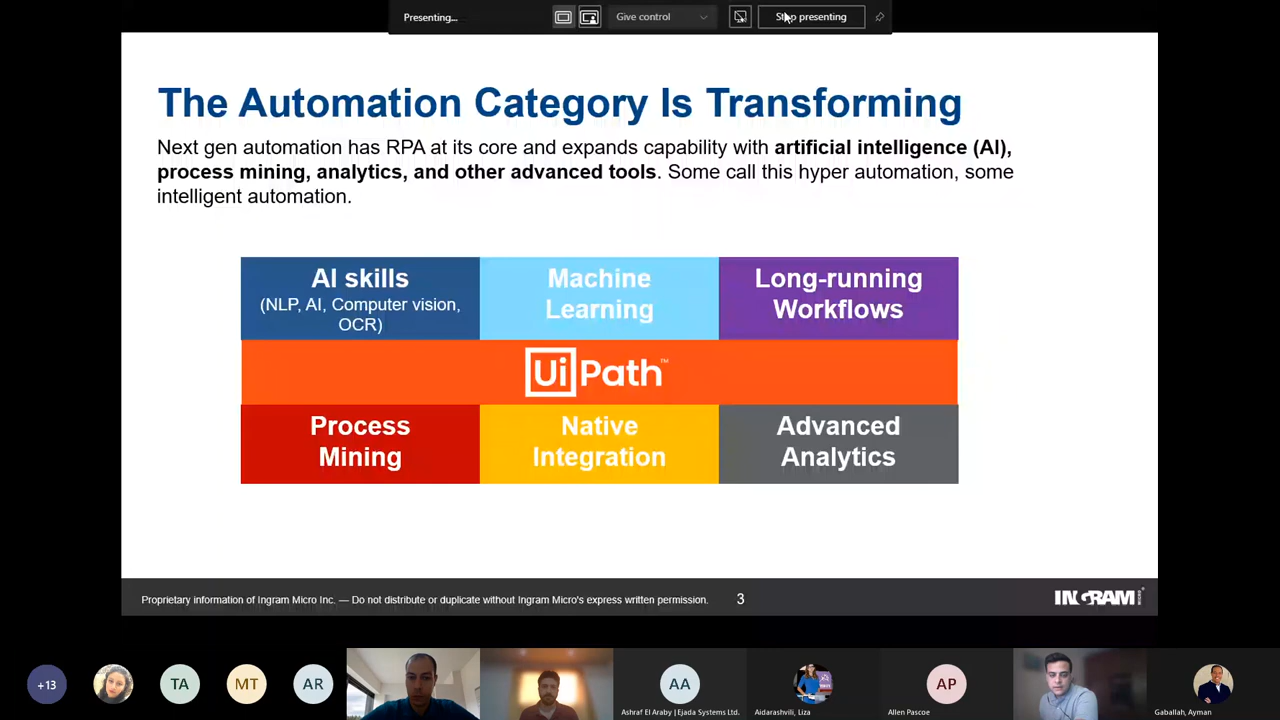 Presenting...
Give control
Stop presenting
The Automation Category Is Transforming
Next gen automation has RPA at its core and expands capability with artificial intelligence (AI),
process mining, analytics, and other advanced tools. Some call this hyper automation, some
intelligent automation.
AI skills
(NLP, AI, Computer vision,
OCR)
Machine
Learning
Long-running
Workflows
UiPath™
Process
Mining
Native
Integration
Advanced
Analytics
Proprietary information of Ingram Micro Inc. — Do not distribute or duplicate without Ingram Micro's express written permission.
3
INGRAM MICRO
+13
TA
MT
AR
AA
Ashraf El Araby | Ejada Systems Ltd.
Aidarashvili, Liza
AP
Allen Pascoe
Gaballah, Ayman